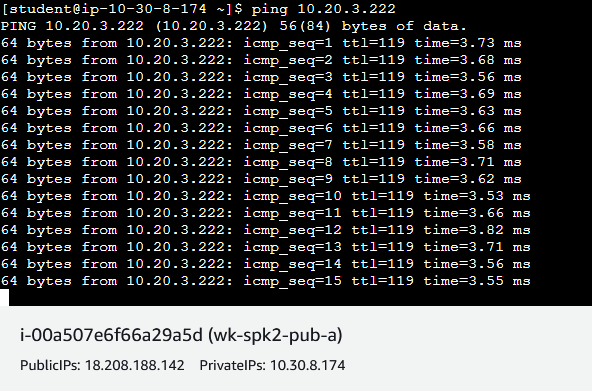 [student@ip-10-30-8-174 ~]$ ping 10.20.3.222
PING 10.20.3.222 (10.20.3.222) 56(84) bytes of data.
64 bytes from 10.20.3.222: icmp_seq=1 ttl=119 time=3.73 ms
64 bytes from 10.20.3.222: icmp_seq=2 ttl=119 time=3.68 ms
64 bytes from 10.20.3.222: icmp_seq=3 ttl=119 time=3.56 ms
64 bytes from 10.20.3.222: icmp_seq=4 ttl=119 time=3.69 ms
64 bytes from 10.20.3.222: icmp_seq=5 ttl=119 time=3.63 ms
64 bytes from 10.20.3.222: icmp_seq=6 ttl=119 time=3.66 ms
64 bytes from 10.20.3.222: icmp_seq=7 ttl=119 time=3.58 ms
64 bytes from 10.20.3.222: icmp_seq=8 ttl=119 time=3.71 ms
64 bytes from 10.20.3.222: icmp_seq=9 ttl=119 time=3.62 ms
64 bytes from 10.20.3.222: icmp_seq=10 ttl=119 time=3.53 ms
64 bytes from 10.20.3.222: icmp_seq=11 ttl=119 time=3.66 ms
64 bytes from 10.20.3.222: icmp_seq=12 ttl=119 time=3.82 ms
64 bytes from 10.20.3.222: icmp_seq=13 ttl=119 time=3.71 ms
64 bytes from 10.20.3.222: icmp_seq=14 ttl=119 time=3.56 ms
64 bytes from 10.20.3.222: icmp_seq=15 ttl=119 time=3.55 ms
i-00a507e6f66a29a5d (wk-spk2-pub-a)
PublicIPs: 18.208.188.142 PrivateIPs: 10.30.8.174